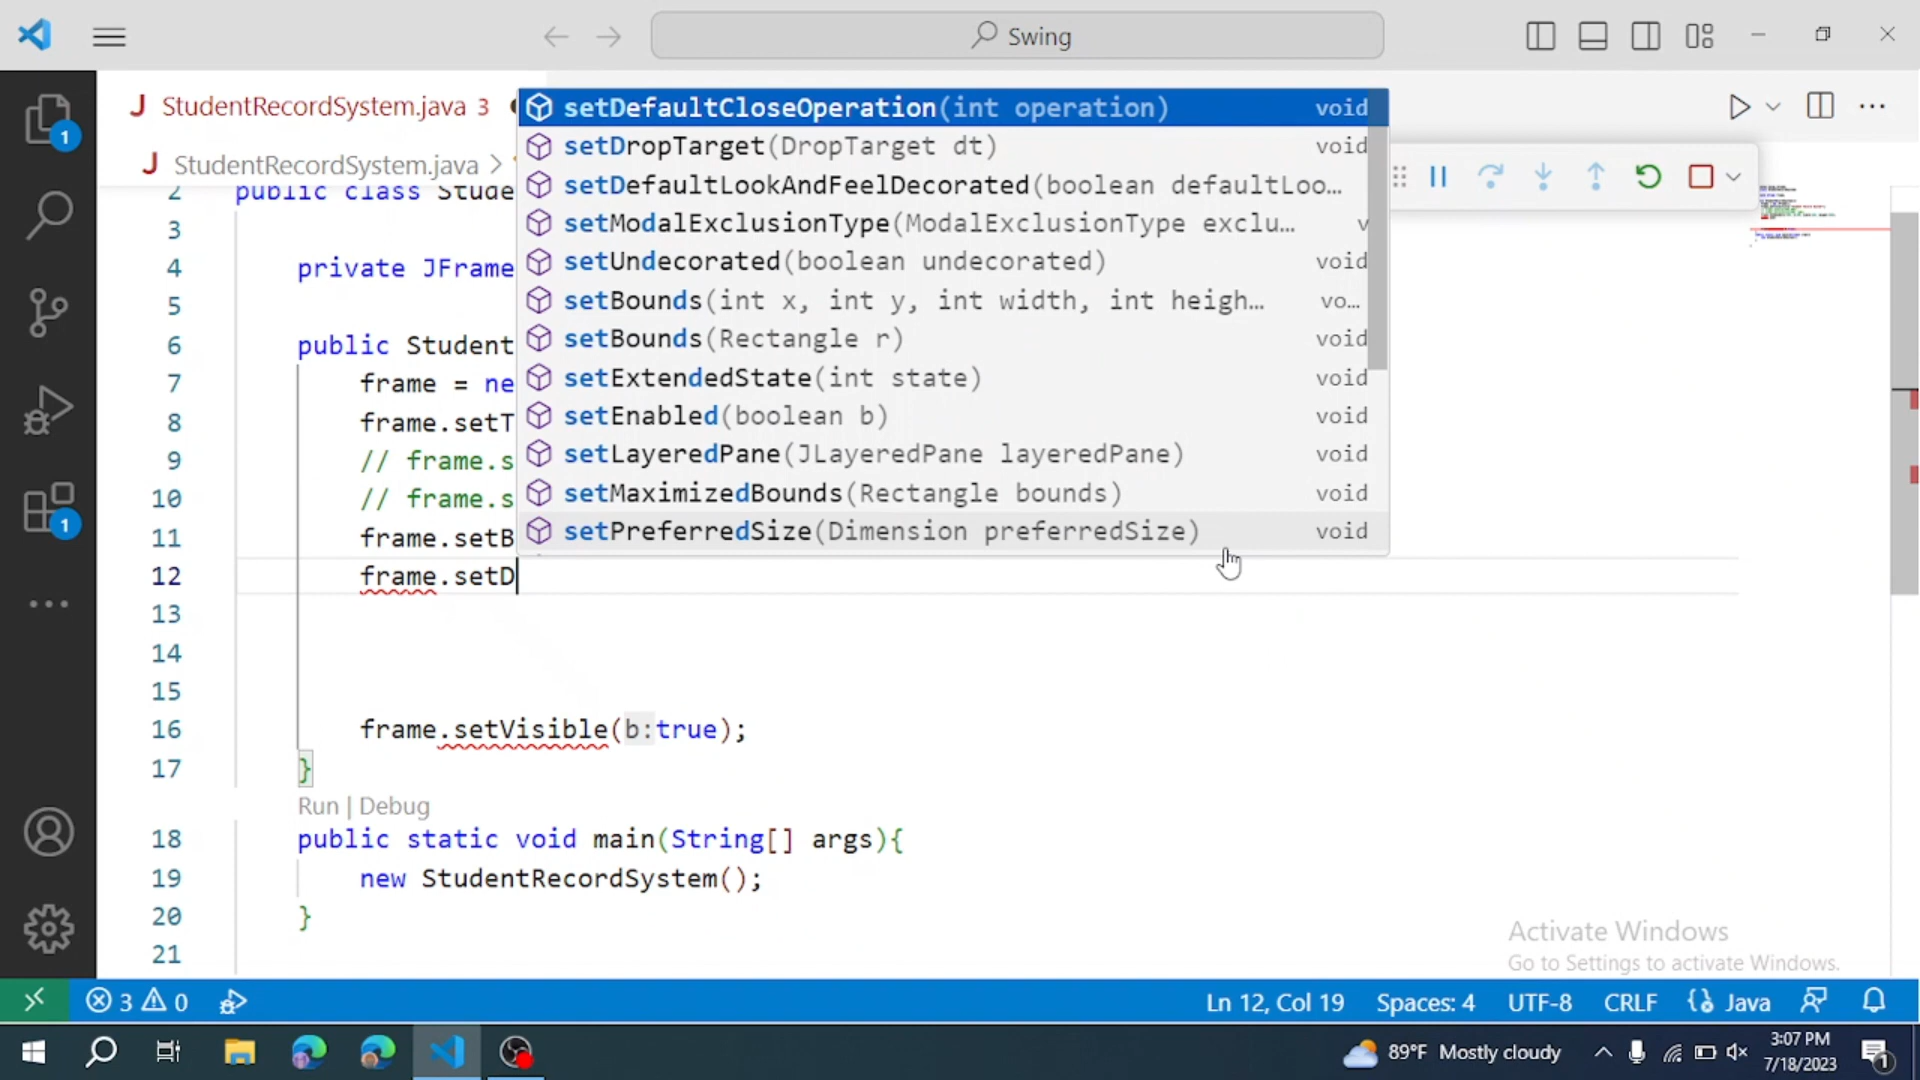 Swing
StudentRecordSystem.java 3
StudentRecordSystem.java >
setDefaultCloseOperation(int operation) void
setDropTarget(DropTarget dt) void
setDefaultLookAndFeelDecorated(boolean defaultLoo...
setModalExclusionType(ModalExclusionType exclu... v
setUndecorated(boolean undecorated) void
setBounds(int x, int y, int width, int heigh... vo...
setBounds(Rectangle r) void
setExtendedState(int state) void
setEnabled(boolean b) void
setLayeredPane(JLayeredPane layeredPane) void
setMaximizedBounds(Rectangle bounds) void
setPreferredSize(Dimension preferredSize) void
2 public class Stude
3
4 private JFrame
5
6 public Student
7 frame = ne
8 frame.setT
9 // frame.s
10 // frame.s
11 frame.setB
12 frame.setD
13
14
15
16 frame.setVisible(b:true);
17 }
Run | Debug
18 public static void main(String[] args){
19 new StudentRecordSystem();
20 }
21
1
1
Activate Windows
Go to Settings to activate Windows.
3 0 Ln 12, Col 19 Spaces: 4 UTF-8 CRLF Java
89°F Mostly cloudy
3:07 PM
7/18/2023
1